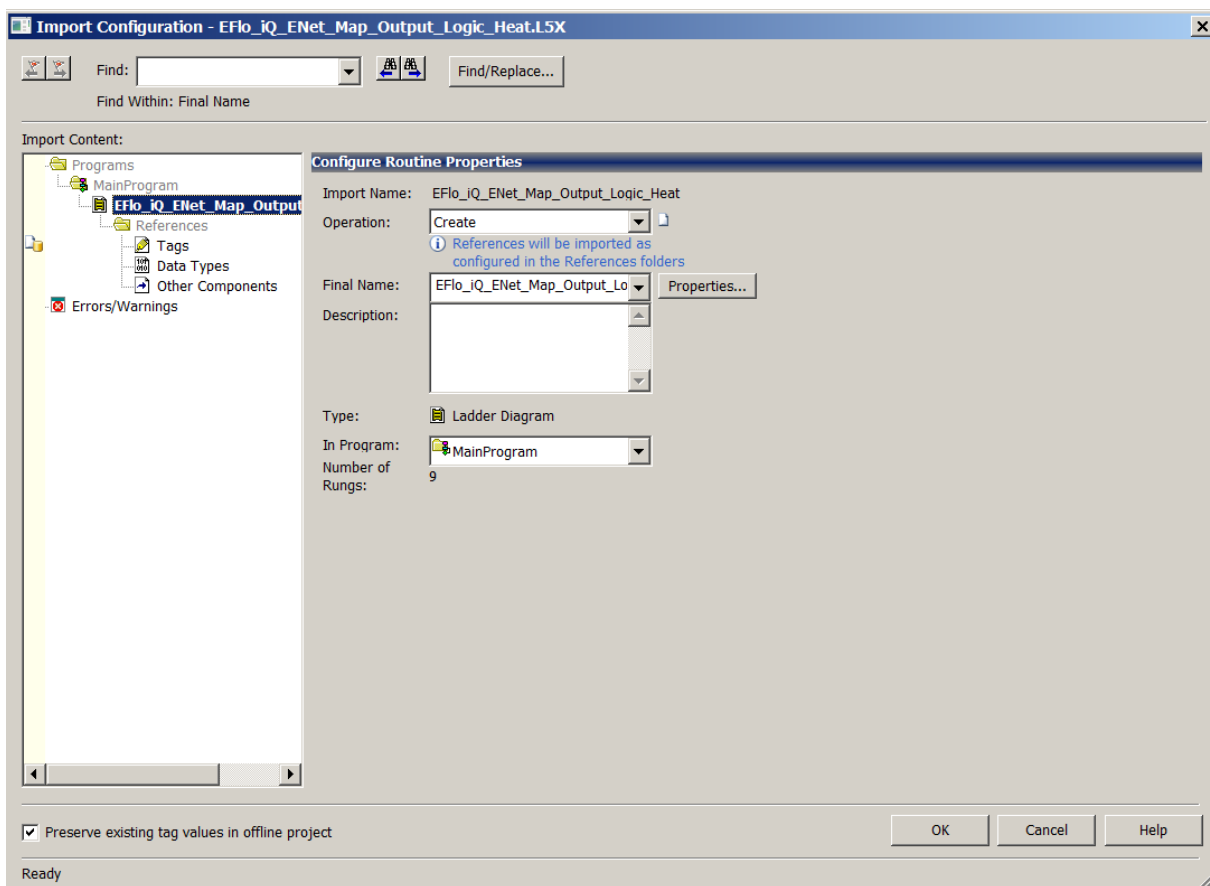 Import Configuration - EFlo_iQ_ENet_Map_Output_Logic_Heat.L5X
Find:
Find/Replace...
Find Within: Final Name
Import Content:
Programs
MainProgram
EFlo_iQ_ENet_Map_Output
References
Tags
Data Types
Other Components
Errors/Warnings
Configure Routine Properties
Import Name: EFlo_iQ_ENet_Map_Output_Logic_Heat
Operation: Create
References will be imported as
configured in the References folders
Final Name: EFlo_iQ_ENet_Map_Output_Lo Properties...
Description:
Type: Ladder Diagram
In Program: MainProgram
Number of
Rungs: 9
Preserve existing tag values in offline project
OK Cancel Help
Ready